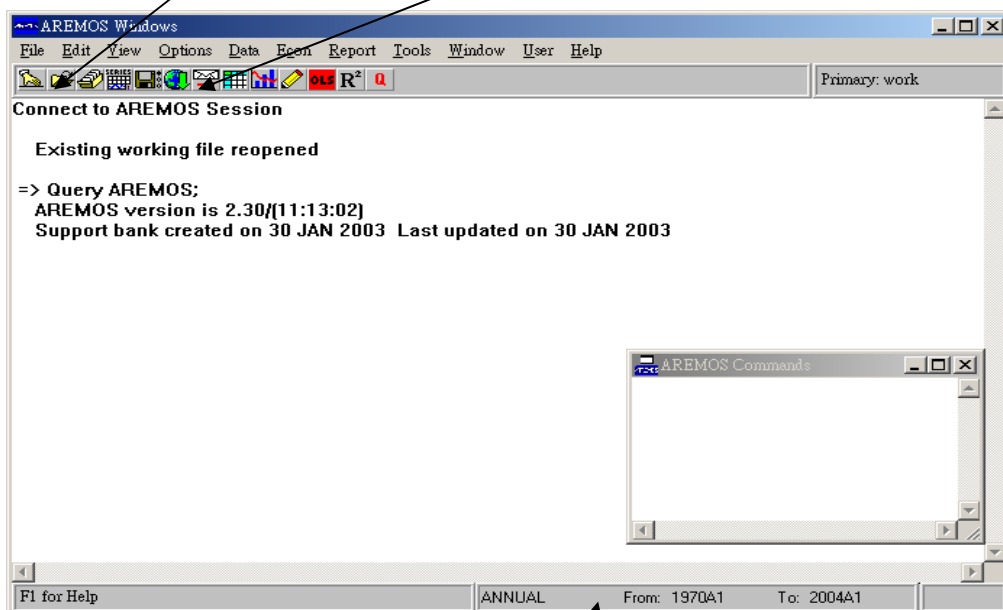 AREMOS Windows
File Edit View Options Data Econ Report Tools Window User Help
OLS R² Q Primary: work
Connect to AREMOS Session
Existing working file reopened
=> Query AREMOS;
AREMOS version is 2.30/(11:13:02)
Support bank created on 30 JAN 2003 Last updated on 30 JAN 2003
AREMOS Commands
F1 for Help ANNUAL From: 1970A1 To: 2004A1